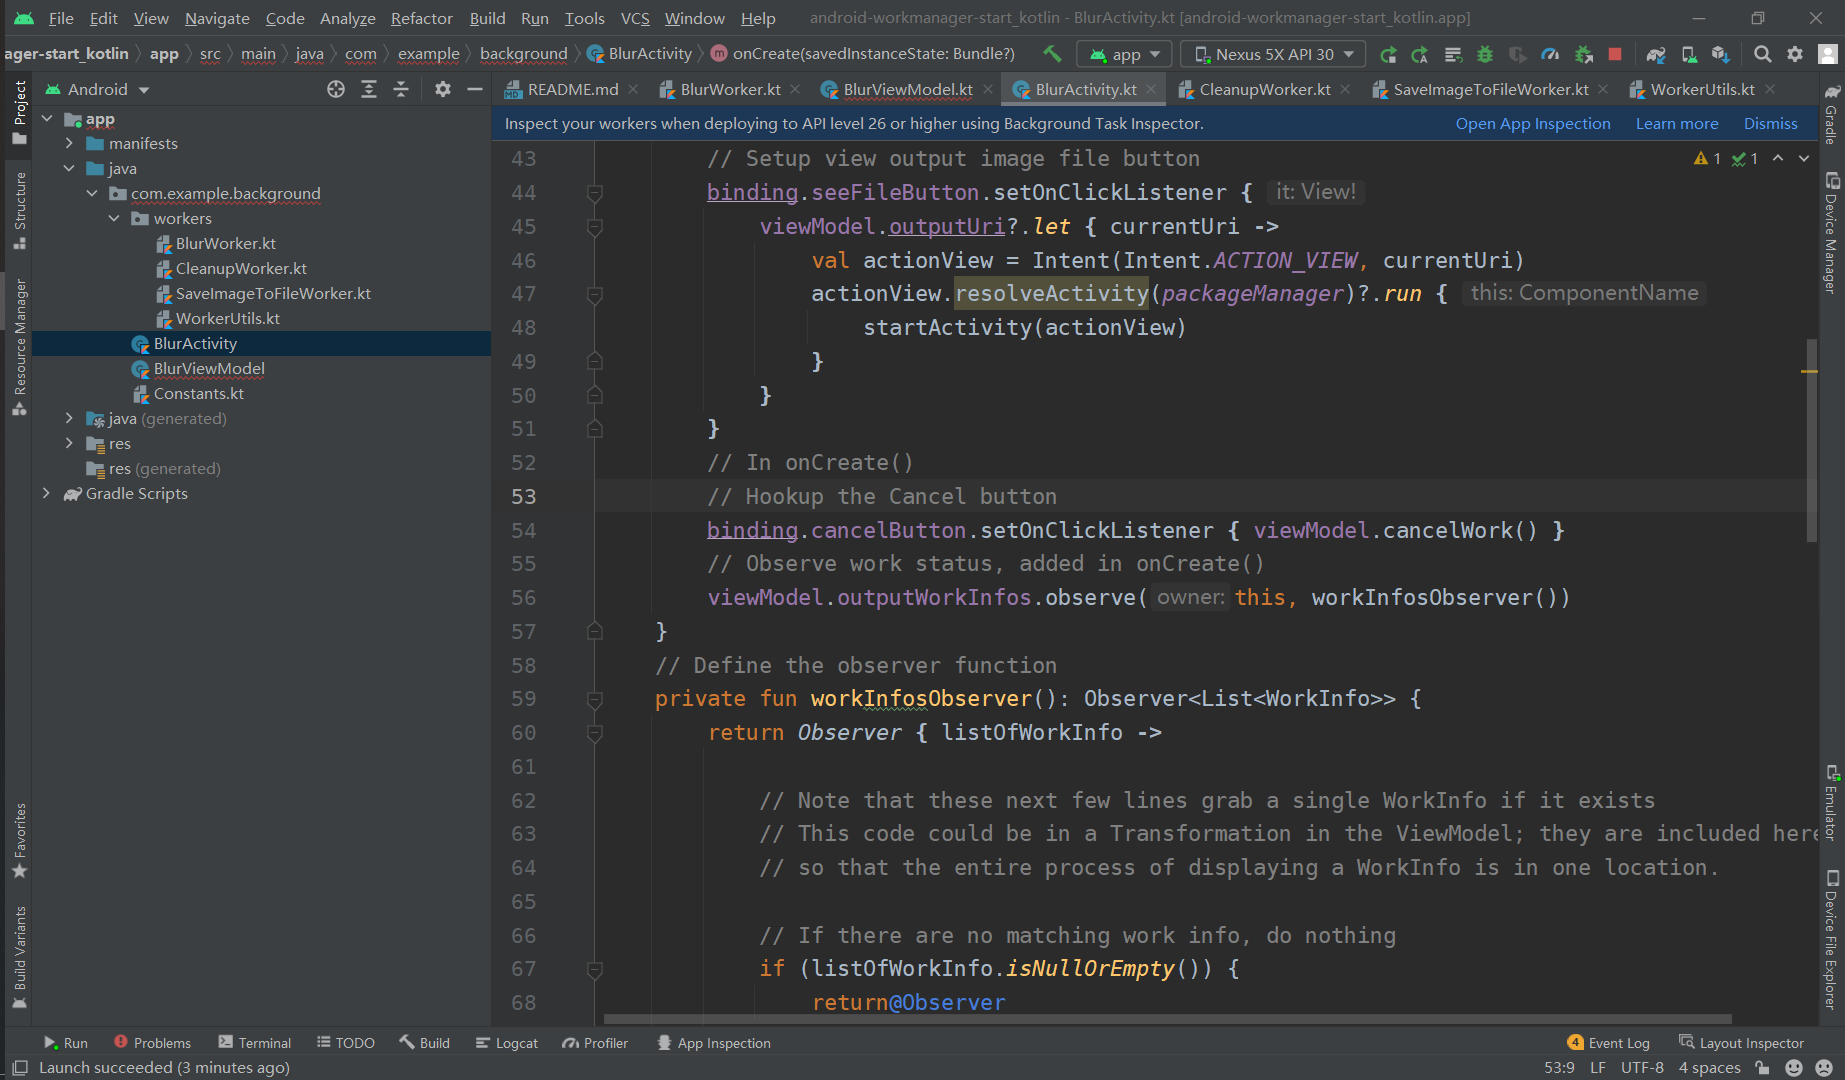 File Edit View Navigate Code Analyze Refactor Build Run Tools VCS Window Help android-workmanager-start_kotlin - BlurActivity.kt [android-workmanager-start_kotlin.app]
ager-start_kotlin app src main java com example background BlurActivity onCreate(savedInstanceState: Bundle?) app Nexus 5X API 30
Android
README.md BlurWorker.kt BlurViewModel.kt BlurActivity.kt CleanupWorker.kt SaveImageToFileWorker.kt WorkerUtils.kt
Inspect your workers when deploying to API level 26 or higher using Background Task Inspector. Open App Inspection Learn more Dismiss
Project
Structure
Resource Manager
Favorites
Build Variants
app
manifests
java
com.example.background
workers
BlurWorker.kt
CleanupWorker.kt
SaveImageToFileWorker.kt
WorkerUtils.kt
BlurActivity
BlurViewModel
Constants.kt
java (generated)
res
res (generated)
Gradle Scripts
1 1
43 // Setup view output image file button
44 binding.seeFileButton.setOnClickListener { it: View!
45 viewModel.outputUri?.let { currentUri ->
46 val actionView = Intent(Intent.ACTION_VIEW, currentUri)
47 actionView.resolveActivity(packageManager)?.run { this: ComponentName
48 startActivity(actionView)
49 }
50 }
51 }
52 // In onCreate()
53 // Hookup the Cancel button
54 binding.cancelButton.setOnClickListener { viewModel.cancelWork() }
55 // Observe work status, added in onCreate()
56 viewModel.outputWorkInfos.observe( owner: this, workInfosObserver())
57 }
58 // Define the observer function
59 private fun workInfosObserver(): Observer<List<WorkInfo>> {
60 return Observer { listOfWorkInfo ->
61
62 // Note that these next few lines grab a single WorkInfo if it exists
63 // This code could be in a Transformation in the ViewModel; they are included here
64 // so that the entire process of displaying a WorkInfo is in one location.
65
66 // If there are no matching work info, do nothing
67 if (listOfWorkInfo.isNullOrEmpty()) {
68 return@Observer
Gradle
Device Manager
Emulator
Device File Explorer
Run Problems Terminal TODO Build Logcat Profiler App Inspection 4 Event Log Layout Inspector
Launch succeeded (3 minutes ago) 53:9 LF UTF-8 4 spaces